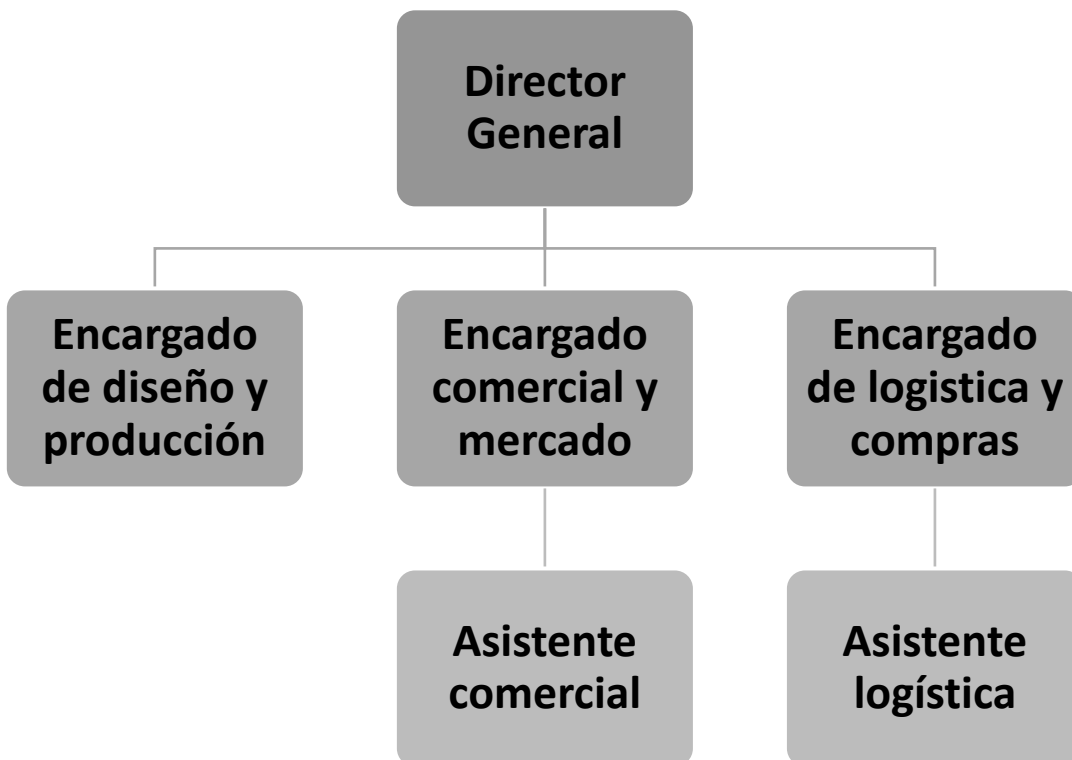 Director
General
Encargado
de diseño y
producción
Encargado
comercial y
mercado
Encargado
de logistica y
compras
Asistente
comercial
Asistente
logística